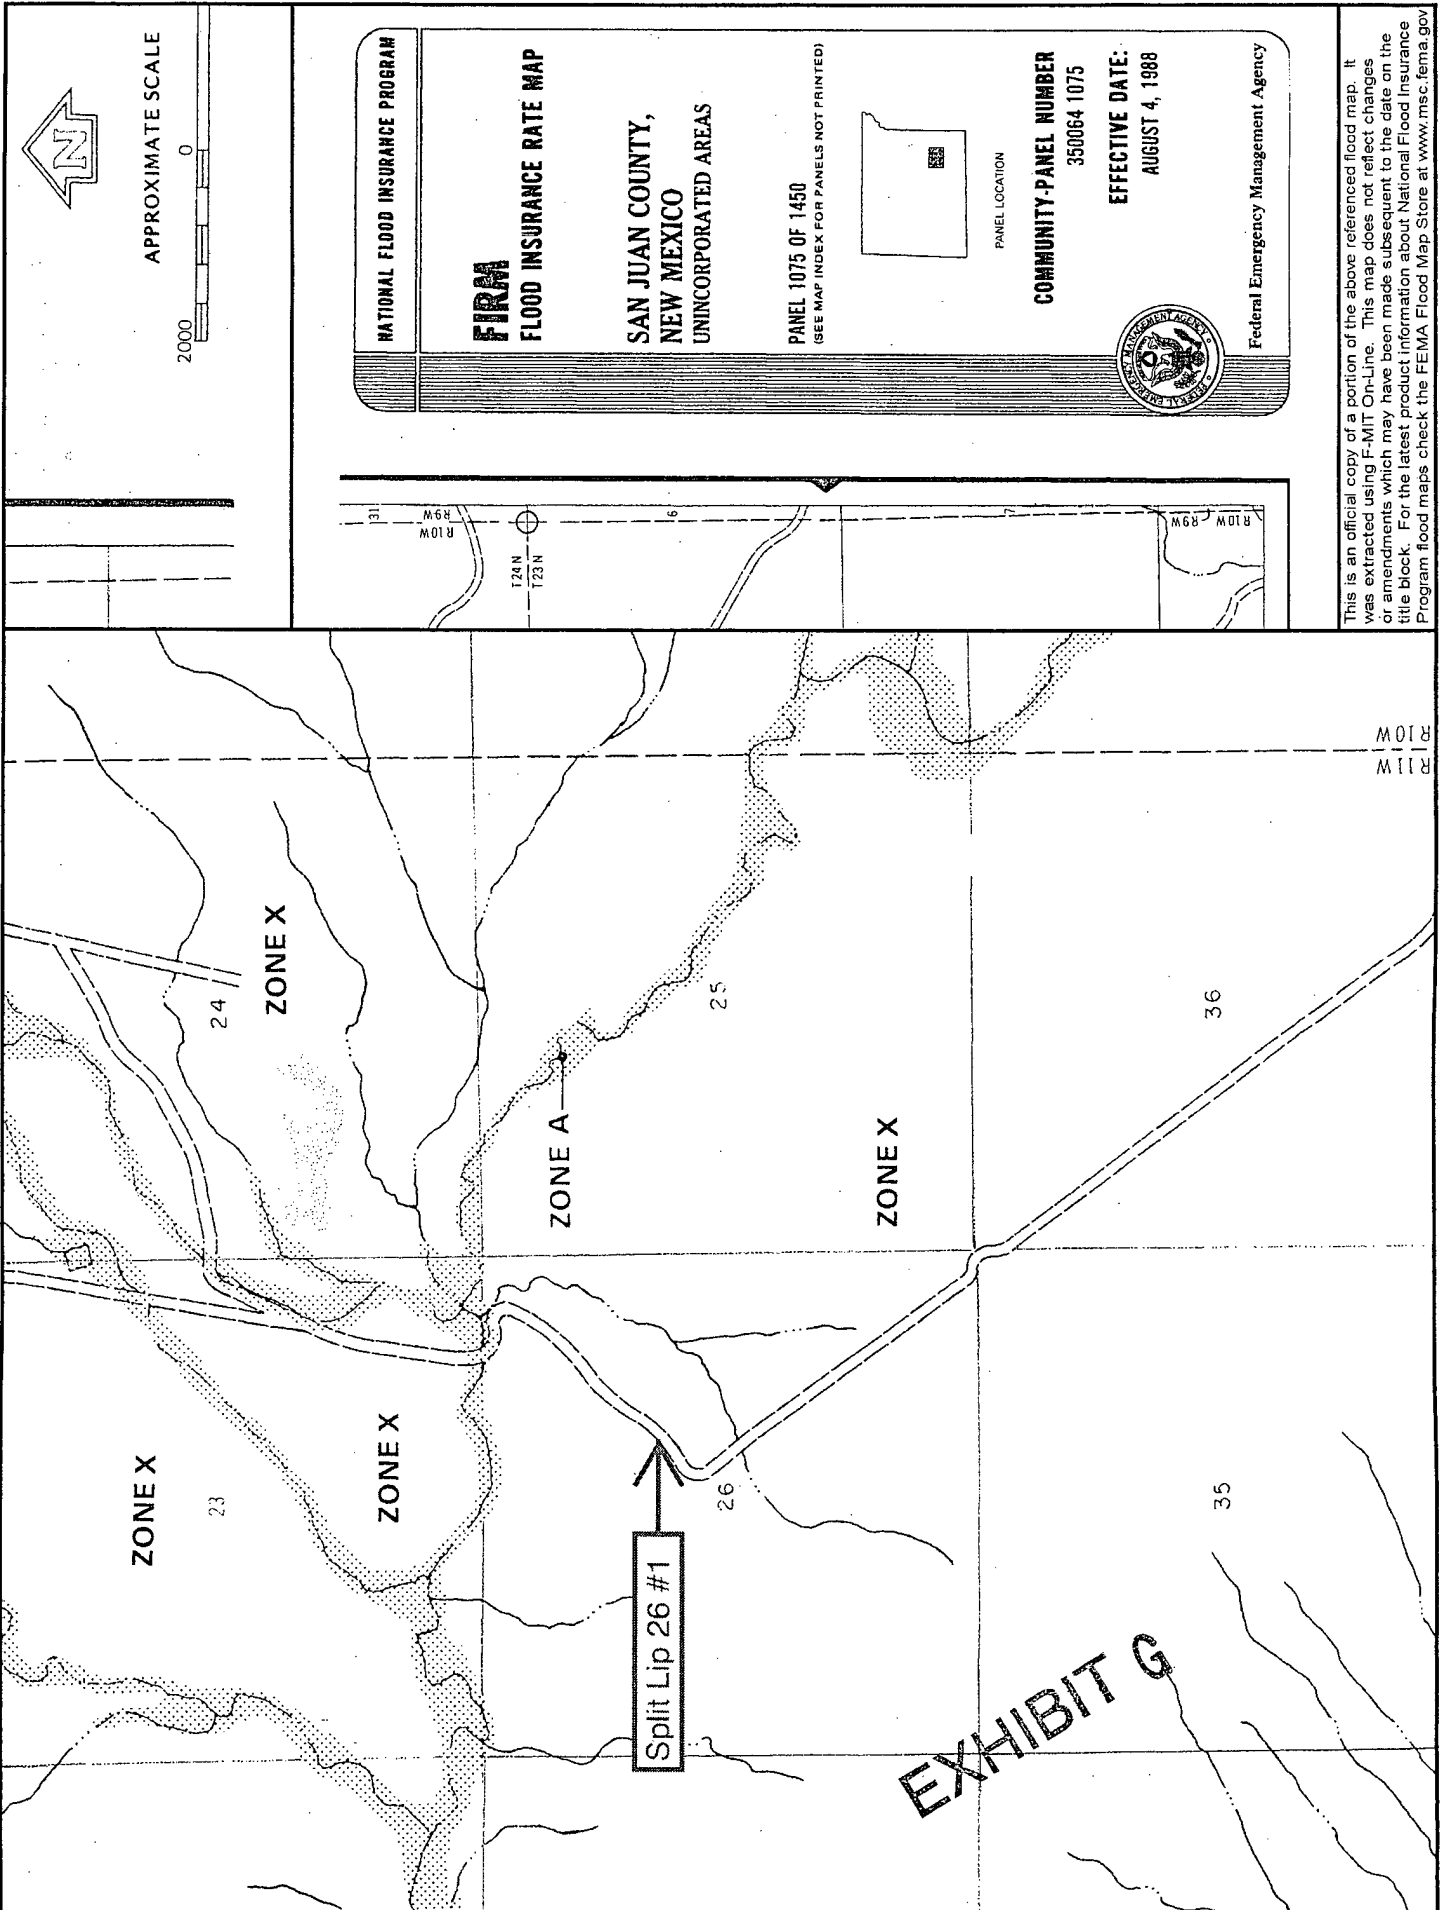 APPROXIMATE SCALE
2000 0
N
NATIONAL FLOOD INSURANCE PROGRAM
FIRM
FLOOD INSURANCE RATE MAP
SAN JUAN COUNTY,
NEW MEXICO
UNINCORPORATED AREAS
PANEL 1075 OF 1450
(SEE MAP INDEX FOR PANELS NOT PRINTED)
PANEL LOCATION
COMMUNITY-PANEL NUMBER
350064 1075
EFFECTIVE DATE:
AUGUST 4, 1988
FEDERAL EMERGENCY MANAGEMENT AGENCY
Federal Emergency Management Agency
This is an official copy of a portion of the above referenced flood map. It
was extracted using F-MIT On-Line. This map does not reflect changes
or amendments which may have been made subsequent to the date on the
title block. For the latest product information about National Flood Insurance
Program flood maps check the FEMA Flood Map Store at www.msc.fema.gov
31
R9W
R10W
T24N
T23N
6
7
R9W
R10W
R10W
R11W
ZONE X
24
ZONE A
25
ZONE X
36
ZONE X
23
ZONE X
26
35
Split Lip 26 #1
EXHIBIT G